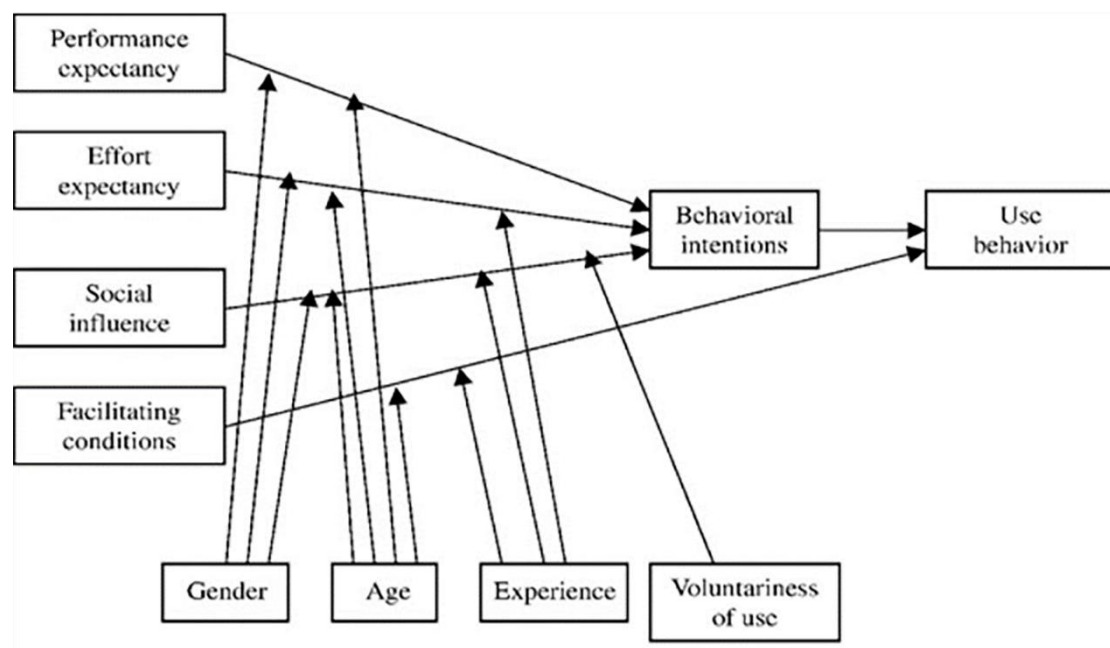 Performance
expectancy
Effort
expectancy
Social
influence
Facilitating
conditions
Behavioral
intentions
Use
behavior
Gender
Age
Experience
Voluntariness
of use